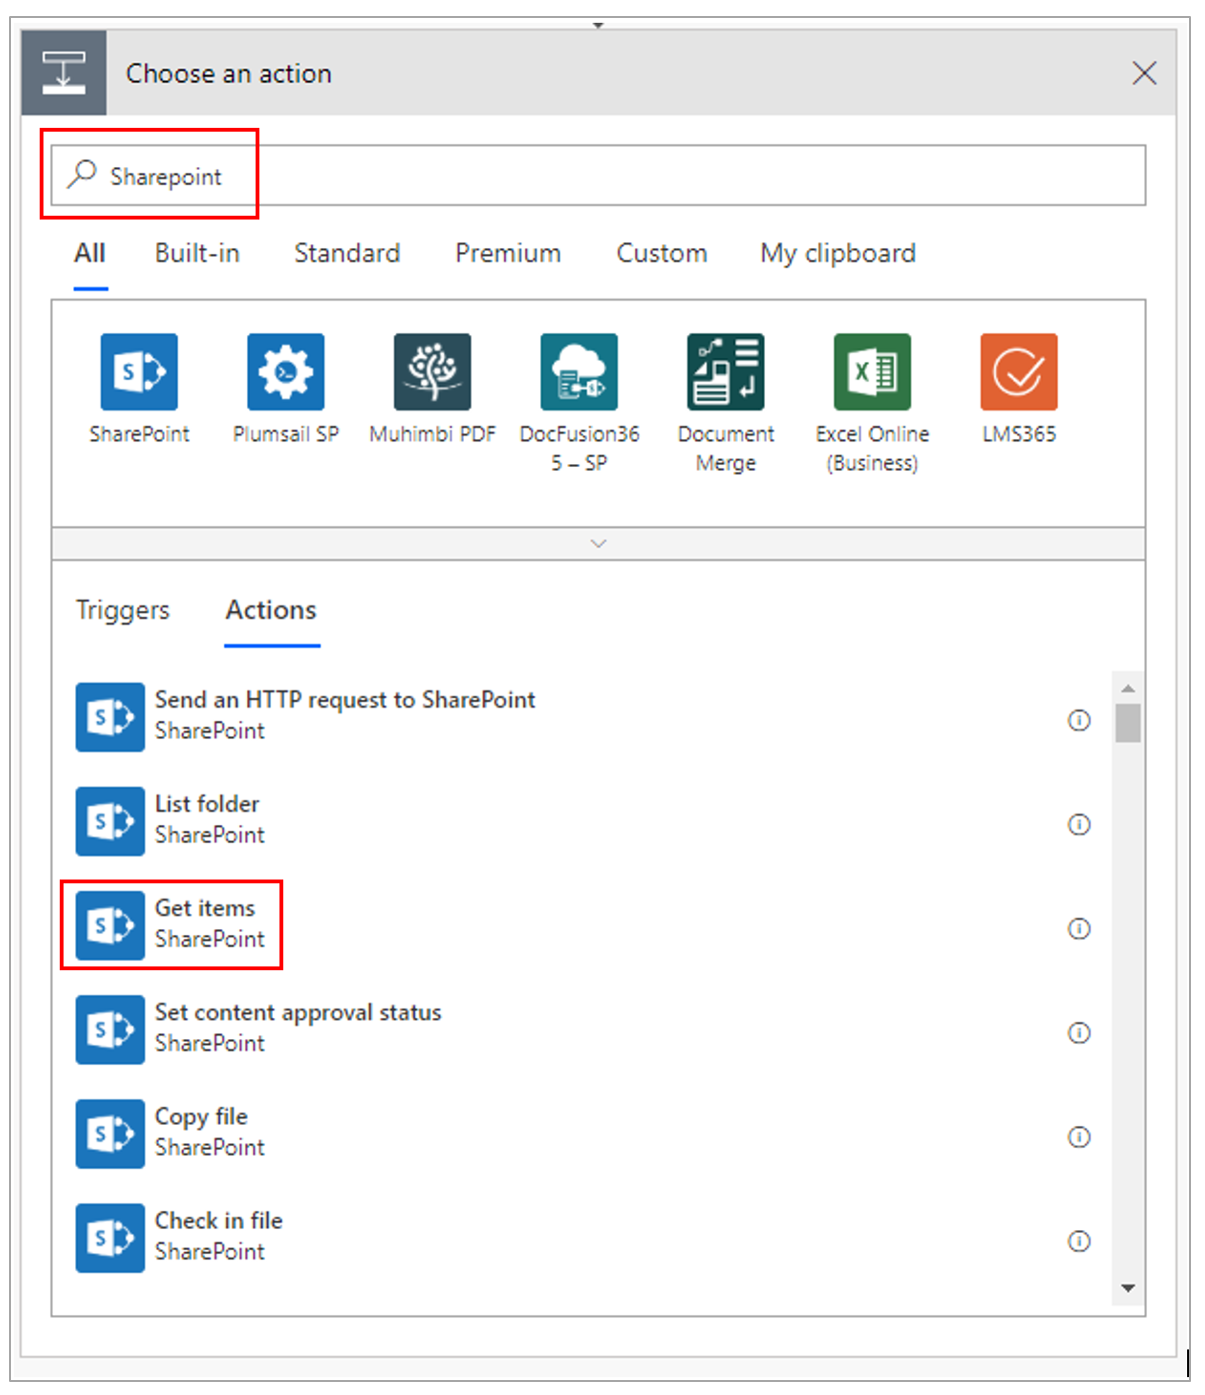 Choose an action
Sharepoint
All Built-in Standard Premium Custom My clipboard
SharePoint Plumsail SP Muhimbi PDF DocFusion36 Document Excel Online LMS365
5 – SP Merge (Business)
Triggers Actions
Send an HTTP request to SharePoint
SharePoint
List folder
SharePoint
Get items
SharePoint
Set content approval status
SharePoint
Copy file
SharePoint
Check in file
SharePoint